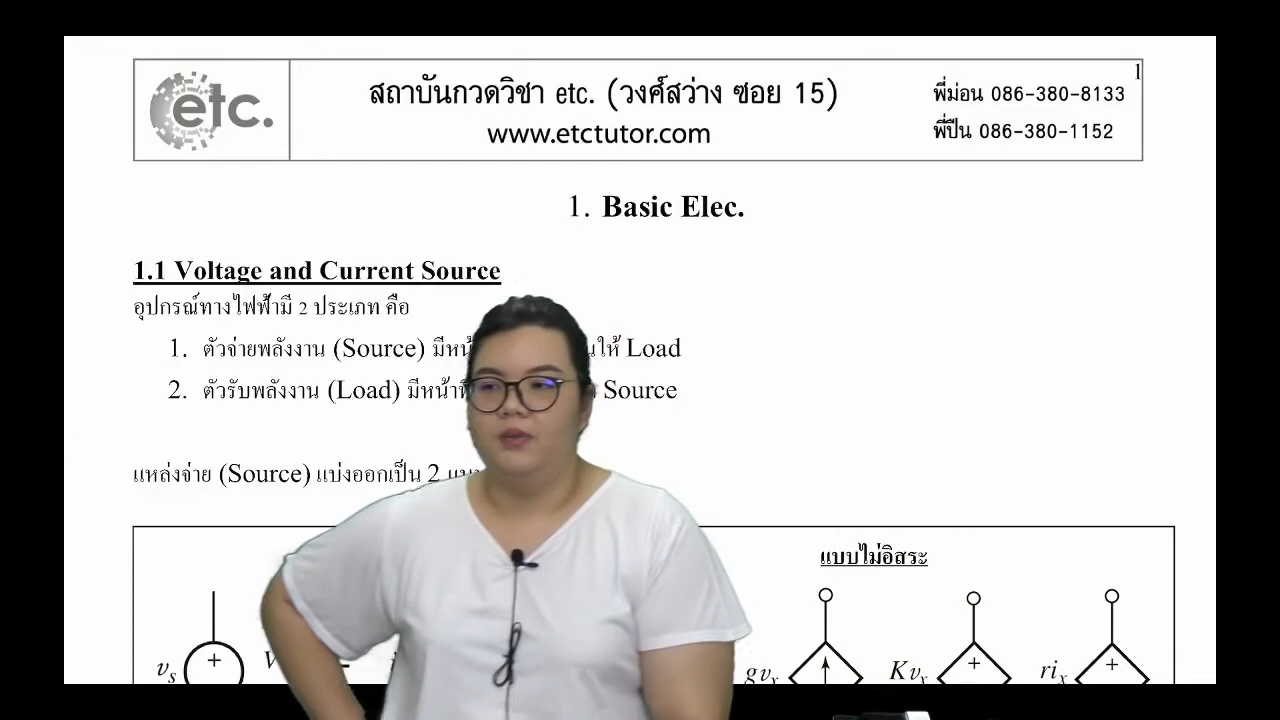 1
etc.
สถาบันกวดวิชา etc. (วงศ์สว่าง ซอย 15)
www.etctutor.com
พี่ม่อน 086-380-8133
พี่ปืน 086-380-1152
1. Basic Elec.
1.1 Voltage and Current Source
อุปกรณ์ทางไฟฟ้ามี 2 ประเภท คือ
1. ตัวจ่ายพลังงาน (Source) มีหน้ ให้ Load
2. ตัวรับพลังงาน (Load) มีหน้าที่ Source
แหล่งจ่าย (Source) แบ่งออกเป็น 2 แบบ
แบบไม่อิสระ
v_s + V gv_x Kv_x + ri_x +